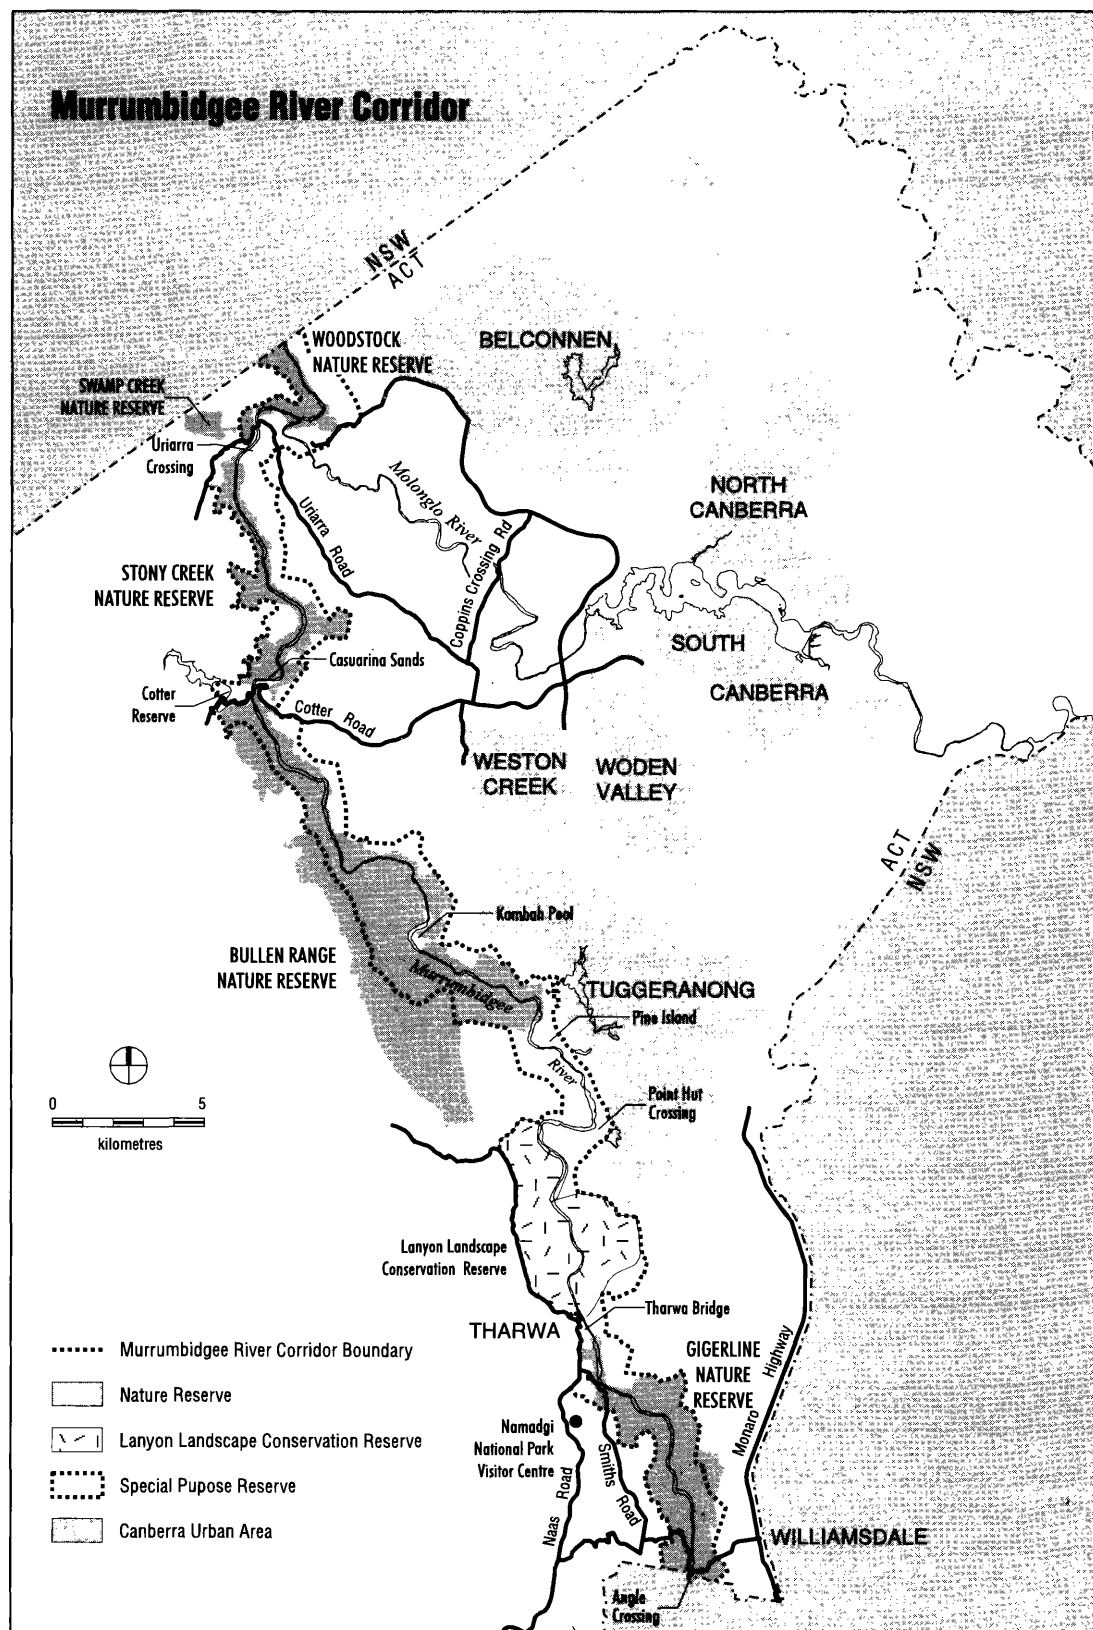 Murrumbidgee River Corridor
NSW
ACT
WOODSTOCK
NATURE RESERVE
BELCONNEN
SWAMP CREEK
NATURE RESERVE
Uriarra
Crossing
Molonglo River
NORTH
CANBERRA
Uriarra Road
Coppins Crossing Rd
STONY CREEK
NATURE RESERVE
SOUTH
CANBERRA
Casuarina Sands
Cotter
Reserve
Cotter Road
WESTON
CREEK
WODEN
VALLEY
ACT
NSW
Kambah Pool
BULLEN RANGE
NATURE RESERVE
Murrumbidgee
River
TUGGERANONG
Pine Island
0 5
kilometres
Point Hut
Crossing
Lanyon Landscape
Conservation Reserve
Tharwa Bridge
THARWA
GIGERLINE
NATURE
RESERVE
Monaro Highway
Murrumbidgee River Corridor Boundary
Nature Reserve
Lanyon Landscape Conservation Reserve
Special Pupose Reserve
Canberra Urban Area
Namadgi
National Park
Visitor Centre
Naas Road
Smiths Road
WILLIAMSDALE
Angle
Crossing